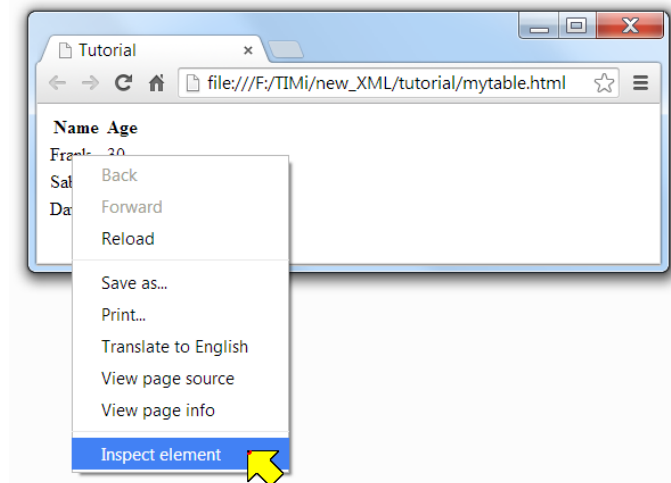 Tutorial
file:///F:/TIMi/new_XML/tutorial/mytable.html
Name Age
Frank 30
Back
Forward
Reload
Save as...
Print...
Translate to English
View page source
View page info
Inspect element